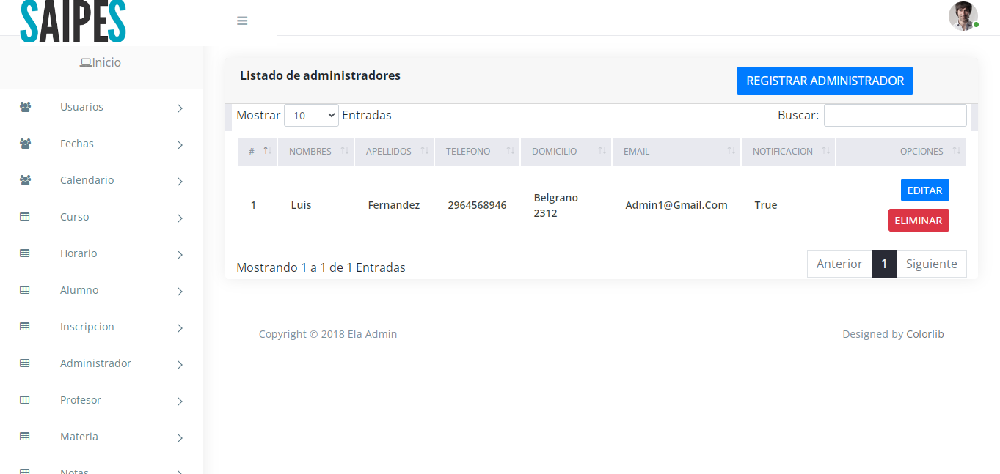 SAIPES
Inicio
Usuarios
Fechas
Calendario
Curso
Horario
Alumno
Inscripcion
Administrador
Profesor
Materia
Notas
Listado de administradores
REGISTRAR ADMINISTRADOR
Mostrar 10 Entradas
Buscar:
# NOMBRES APELLIDOS TELEFONO DOMICILIO EMAIL NOTIFICACION OPCIONES
1 Luis Fernandez 2964568946 Belgrano 2312 Admin1@Gmail.Com True EDITAR
ELIMINAR
Mostrando 1 a 1 de 1 Entradas
Anterior 1 Siguiente
Copyright © 2018 Ela Admin
Designed by Colorlib